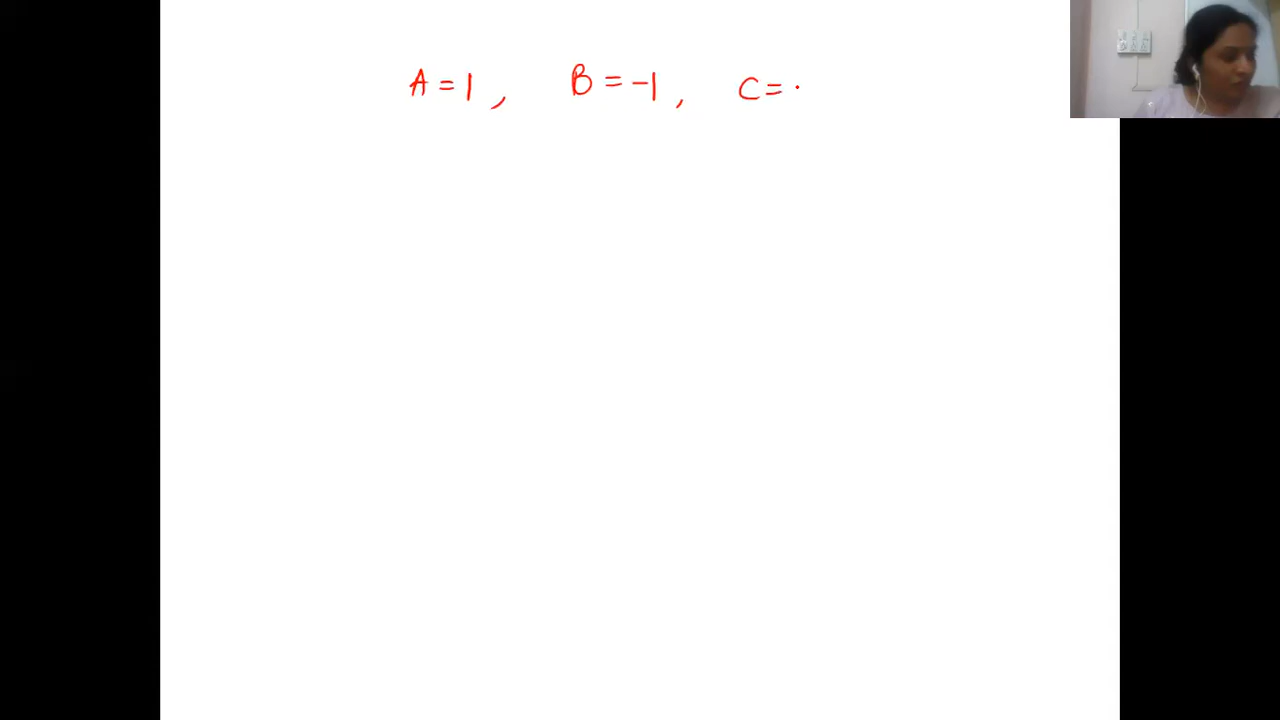 A = 1 , B = -1 , C =